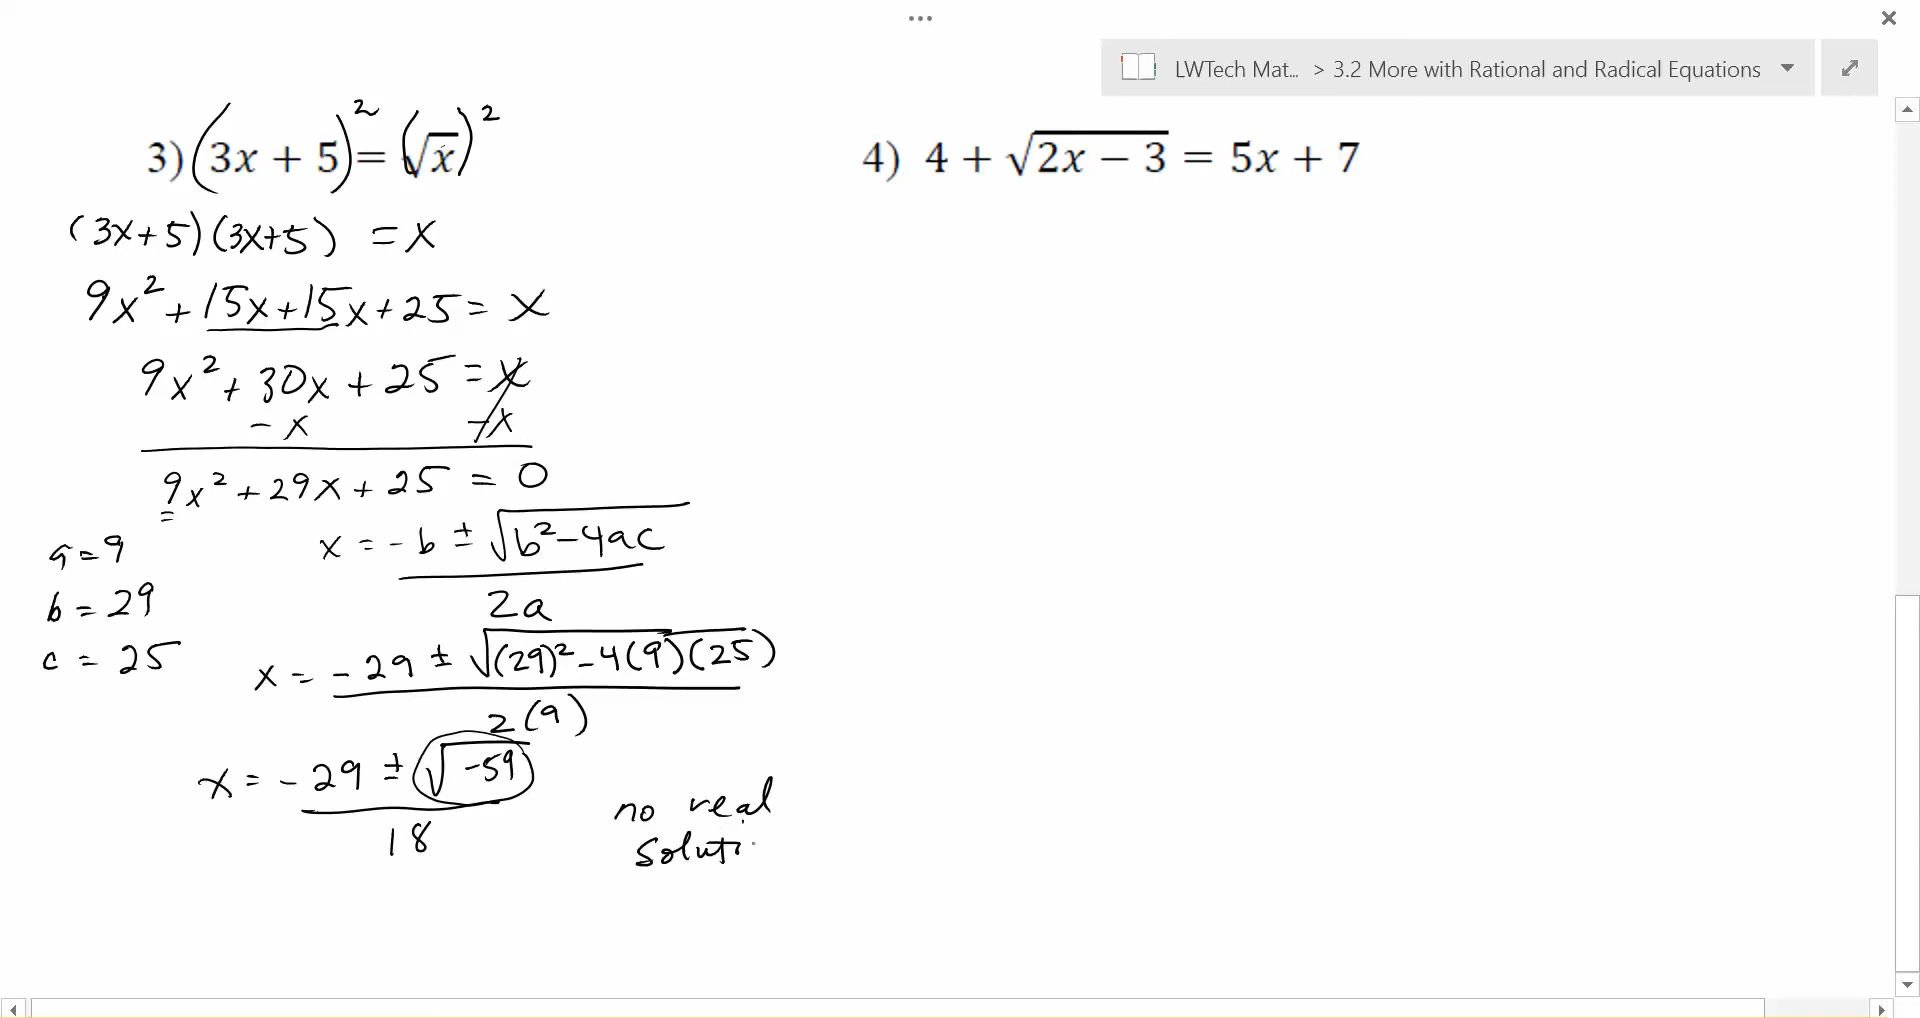 LWTech Mat... > 3.2 More with Rational and Radical Equations
3) (3x + 5)² = (√x)²
(3x+5)(3x+5) = x
9x² + 15x + 15x + 25 = x
9x² + 30x + 25 = x
- x - x
9x² + 29x + 25 = 0
a = 9
b = 29
c = 25
x = -b ± √b² - 4ac
2a
x = -29 ± √(29)² - 4(9)(25)
2(9)
x = -29 ± √-59
18
no real
soluti
4) 4 + √2x − 3 = 5x + 7